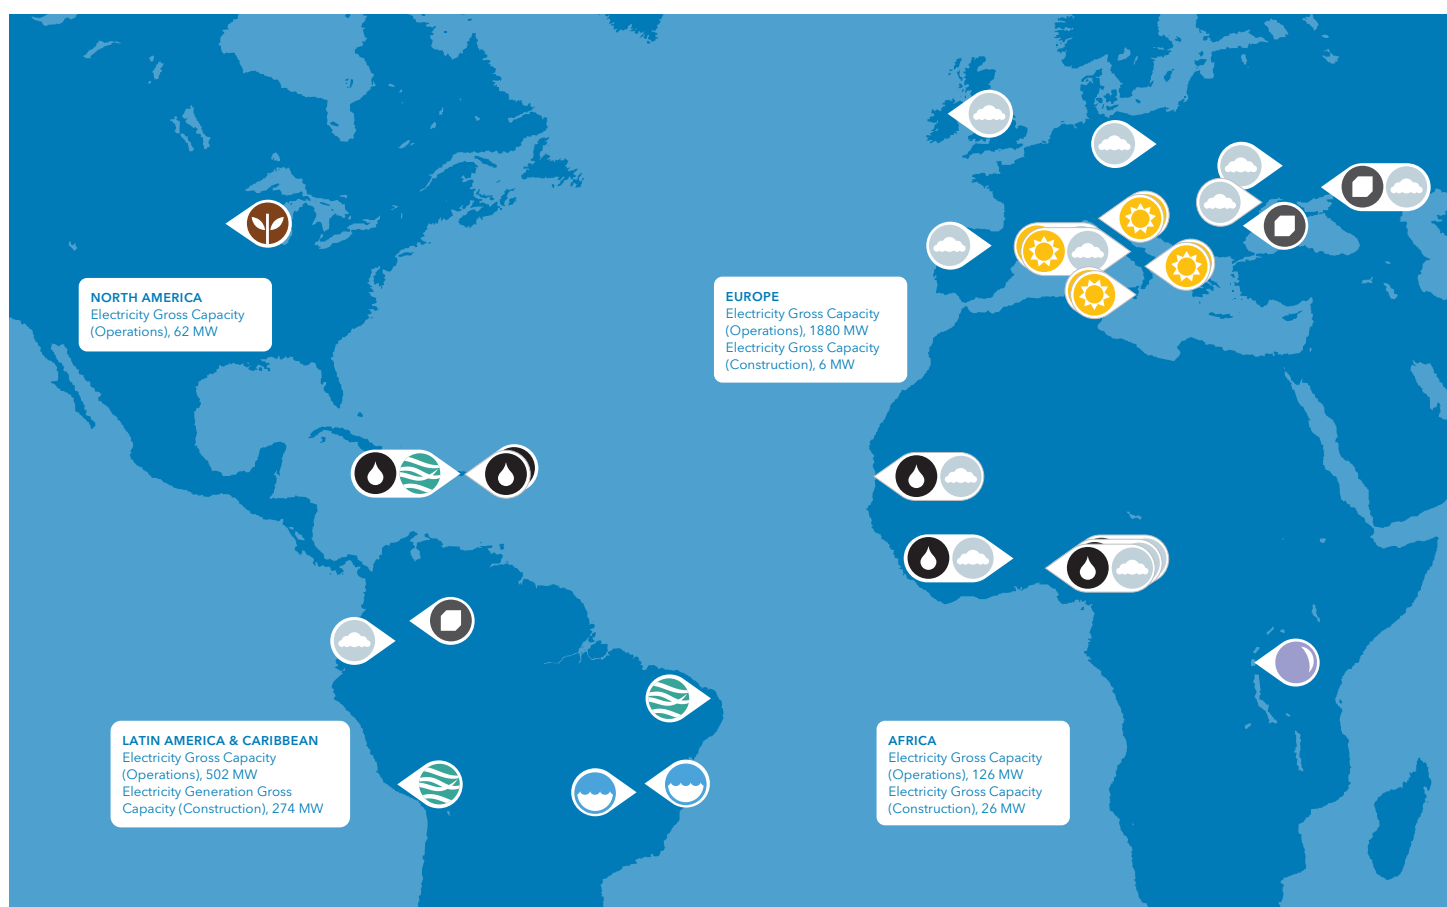 NORTH AMERICA
Electricity Gross Capacity
(Operations), 62 MW
EUROPE
Electricity Gross Capacity
(Operations), 1880 MW
Electricity Gross Capacity
(Construction), 6 MW
LATIN AMERICA & CARIBBEAN
Electricity Gross Capacity
(Operations), 502 MW
Electricity Generation Gross
Capacity (Construction), 274 MW
AFRICA
Electricity Gross Capacity
(Operations), 126 MW
Electricity Gross Capacity
(Construction), 26 MW